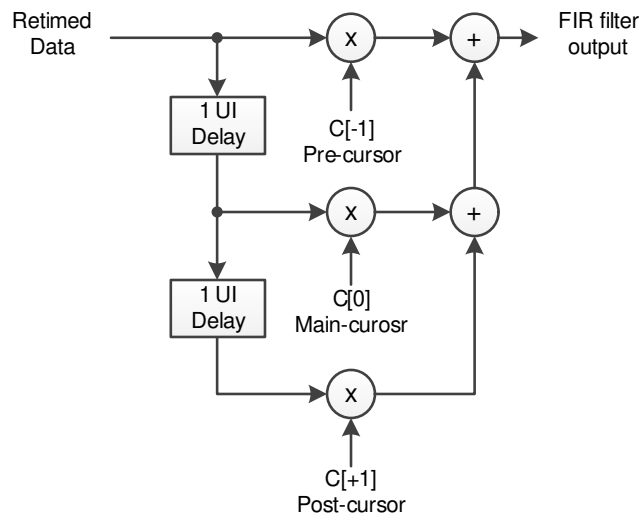 Retimed
Data
x
+
FIR filter
output
1 UI
Delay
C[-1]
Pre-cursor
x
+
1 UI
Delay
C[0]
Main-curosr
x
C[+1]
Post-cursor